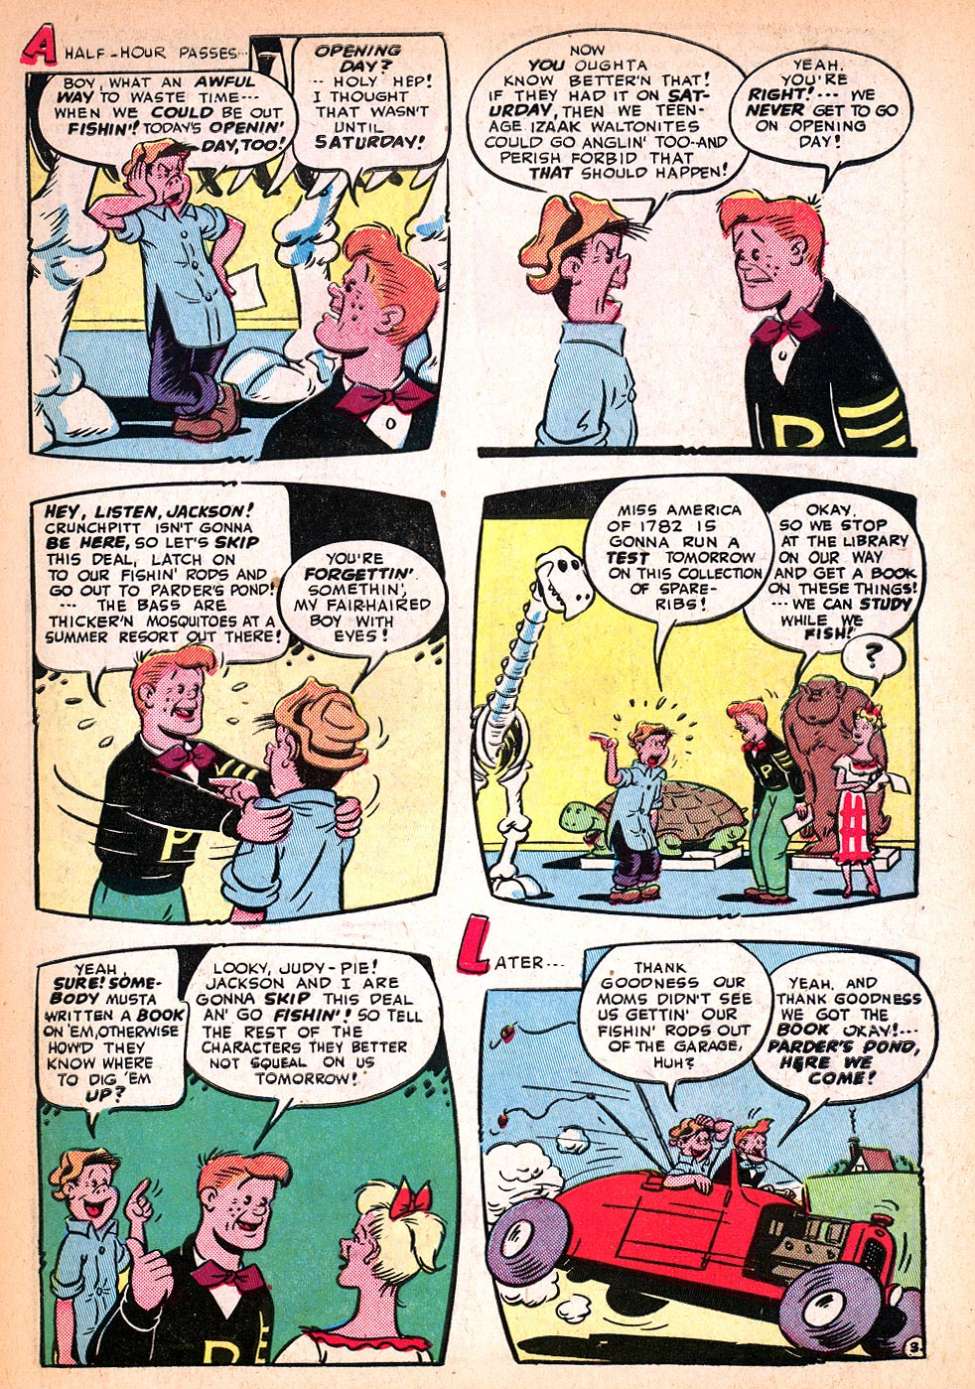 A HALF-HOUR PASSES...
BOY, WHAT AN AWFUL
WAY TO WASTE TIME---
WHEN WE COULD BE OUT
FISHIN'! TODAY'S OPENIN'
DAY, TOO!
OPENING
DAY?
-- HOLY HEP!
I THOUGHT
THAT WASN'T
UNTIL
SATURDAY!
NOW
YOU OUGHTA
KNOW BETTER'N THAT!
IF THEY HAD IT ON SAT-
URDAY, THEN WE TEEN-
AGE IZAAK WALTONITES
COULD GO ANGLIN' TOO--AND
PERISH FORBID THAT
THAT SHOULD HAPPEN!
YEAH.
YOU'RE
RIGHT!--- WE
NEVER GET TO GO
ON OPENING
DAY!
HEY, LISTEN, JACKSON!
CRUNCHPITT ISN'T GONNA
BE HERE, SO LET'S SKIP
THIS DEAL, LATCH ON
TO OUR FISHIN' RODS AND
GO OUT TO PARDER'S POND!
--- THE BASS ARE
THICKER'N MOSQUITOES AT A
SUMMER RESORT OUT THERE!
YOU'RE
FORGETTIN'
SOMETHIN',
MY FAIR-HAIRED
BOY WITH
EYES!
MISS AMERICA
OF 1782 IS
GONNA RUN A
TEST TOMORROW
ON THIS COLLECTION
OF SPARE-
RIBS!
OKAY.
SO WE STOP
AT THE LIBRARY
ON OUR WAY
AND GET A BOOK
ON THESE THINGS!
---WE CAN STUDY
WHILE WE
FISH!
?
P
YEAH,
SURE! SOME-
BODY MUSTA
WRITTEN A BOOK
ON 'EM, OTHERWISE
HOW'D THEY
KNOW WHERE
TO DIG 'EM
UP?
LOOKY, JUDY-PIE!
JACKSON AND I ARE
GONNA SKIP THIS DEAL
AN' GO FISHIN'! SO TELL
THE REST OF THE
CHARACTERS THEY BETTER
NOT SQUEAL ON US
TOMORROW!
LATER---
THANK
GOODNESS OUR
MOMS DIDN'T SEE
US GETTIN' OUR
FISHIN' RODS OUT
OF THE GARAGE,
HUH?
YEAH. AND
THANK GOODNESS
WE GOT THE
BOOK OKAY!---
PARDER'S POND,
HERE WE
COME!
3